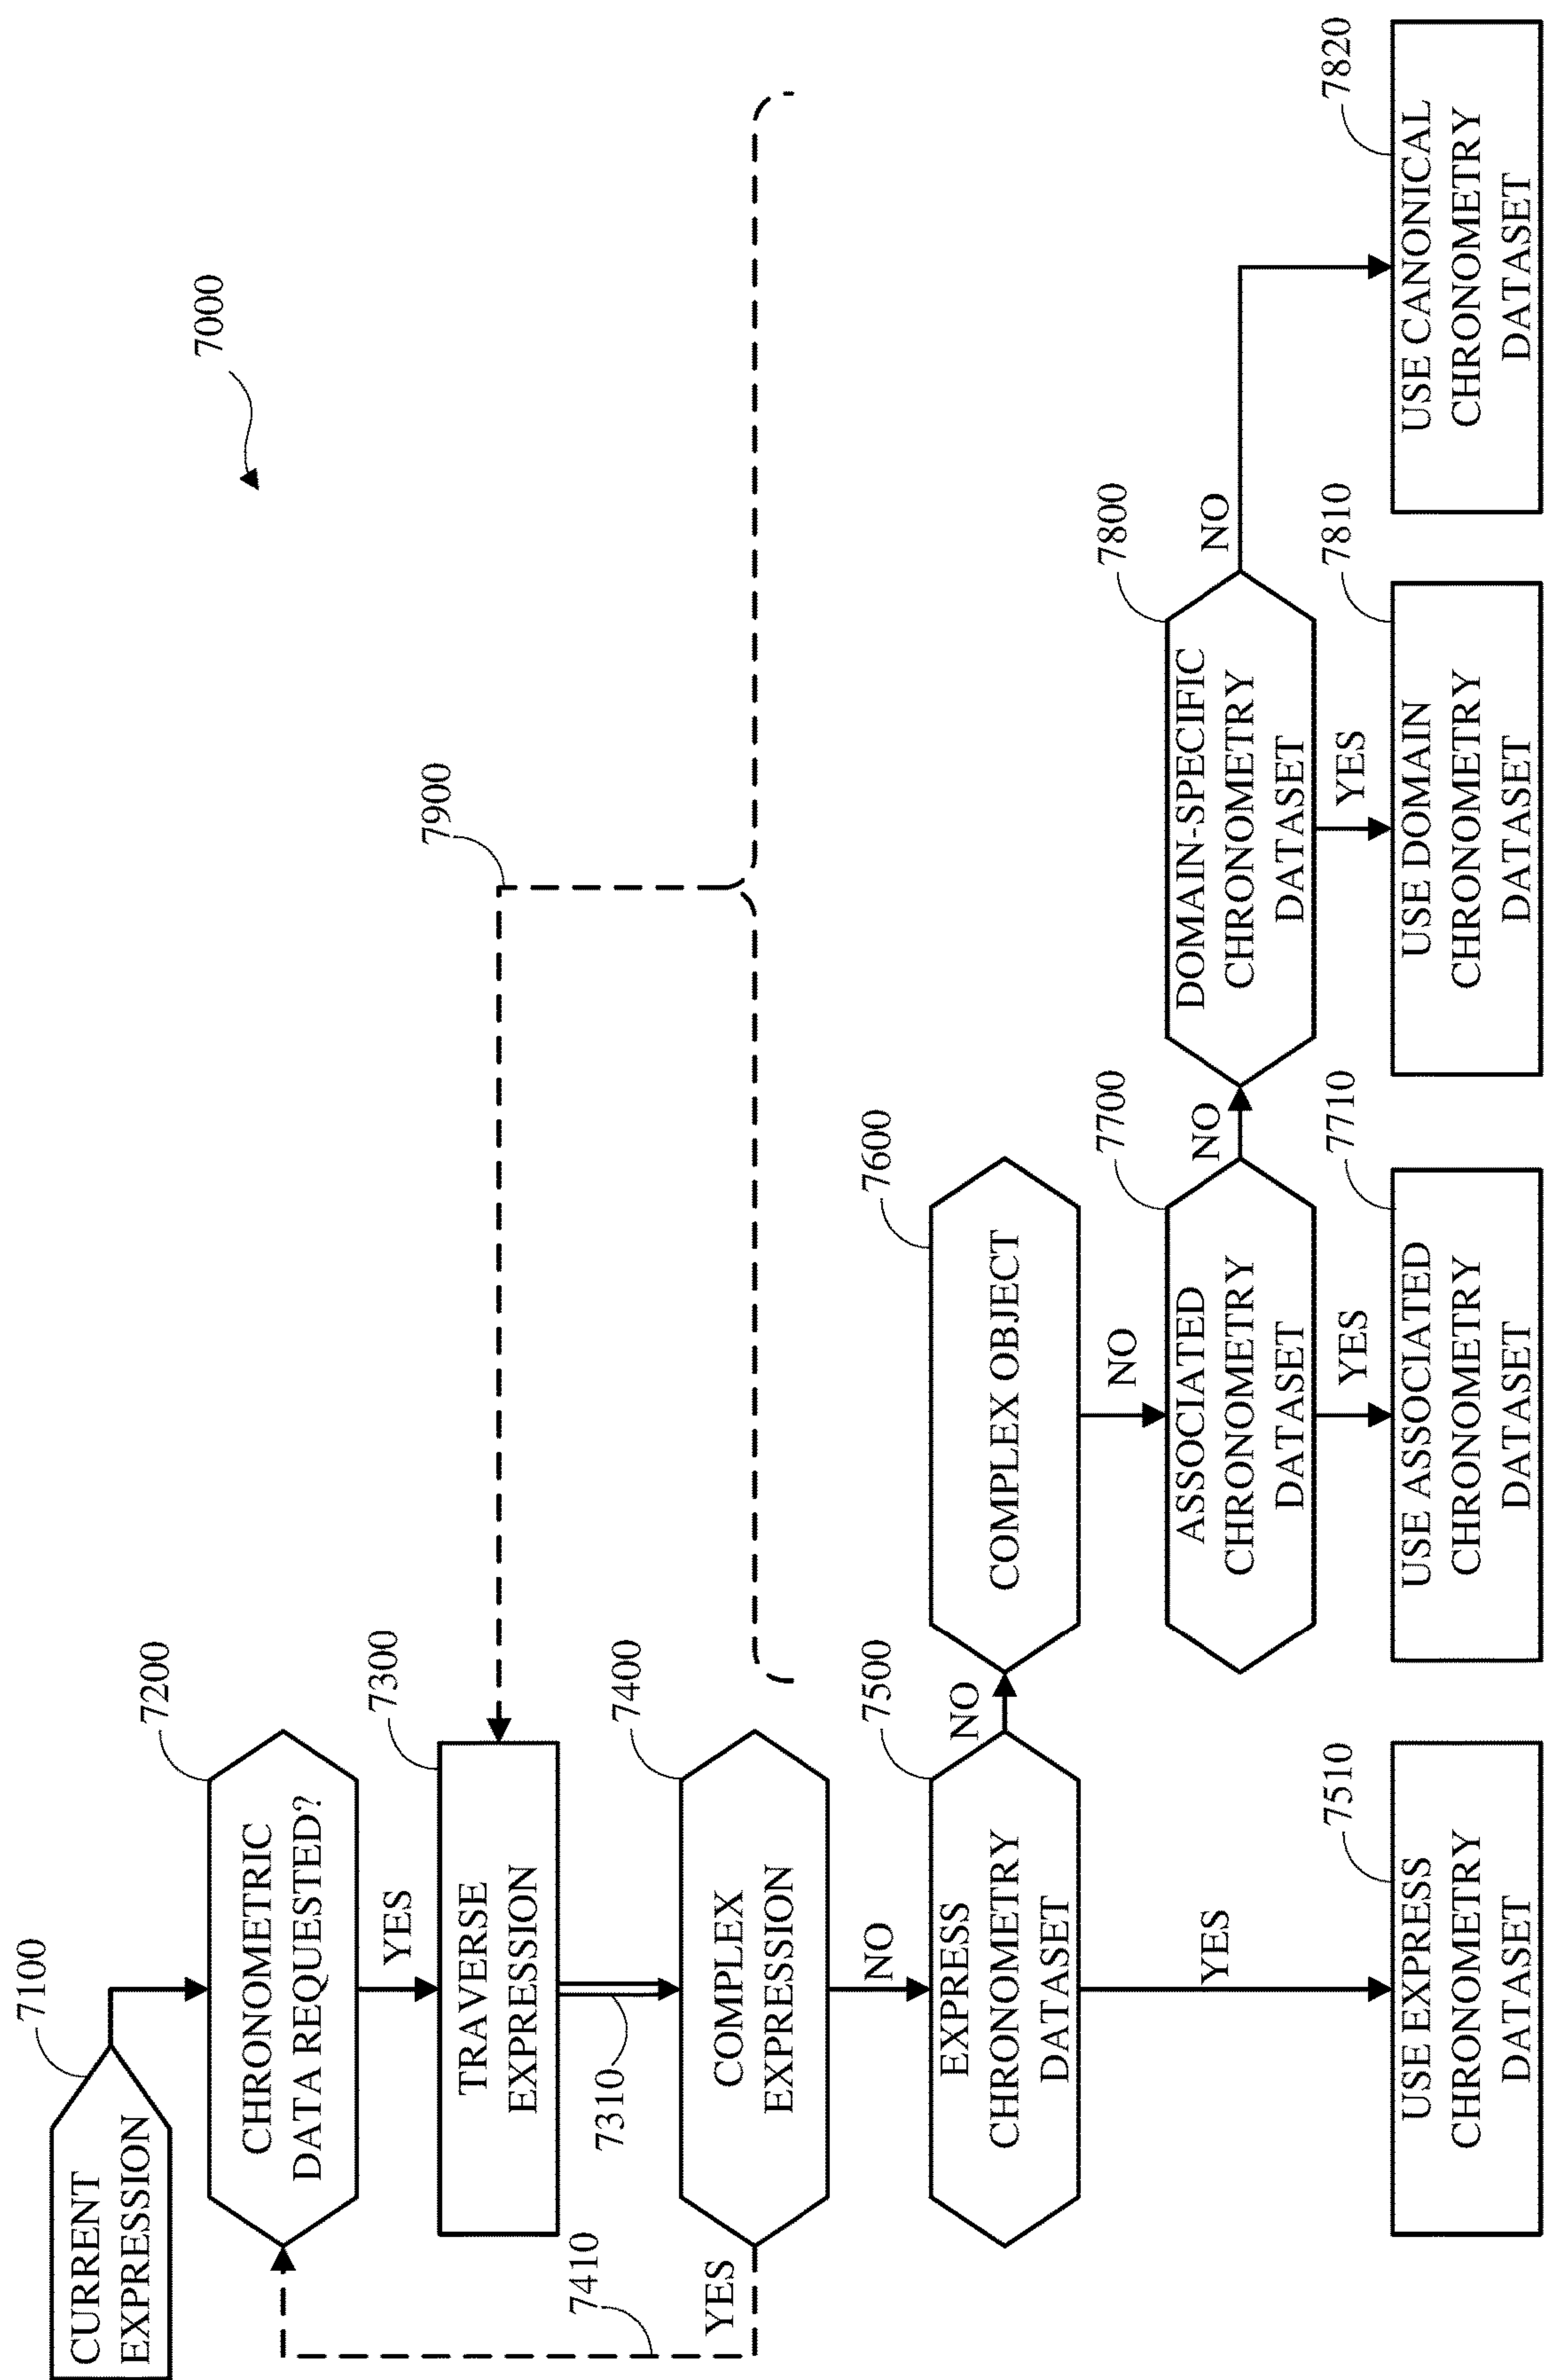 7000
7100
CURRENT
EXPRESSION
7200
CHRONOMETRIC
DATA REQUESTED?
YES
7300
TRAVERSE
EXPRESSION
7900
7310
7400
COMPLEX
EXPRESSION
YES
7410
NO
7500
EXPRESS
CHRONOMETRY
DATASET
NO
7600
COMPLEX OBJECT
NO
YES
7700
ASSOCIATED
CHRONOMETRY
DATASET
NO
YES
7800
DOMAIN-SPECIFIC
CHRONOMETRY
DATASET
NO
YES
7510
USE EXPRESS
CHRONOMETRY
DATASET
7710
USE ASSOCIATED
CHRONOMETRY
DATASET
7810
USE DOMAIN
CHRONOMETRY
DATASET
7820
USE CANONICAL
CHRONOMETRY
DATASET